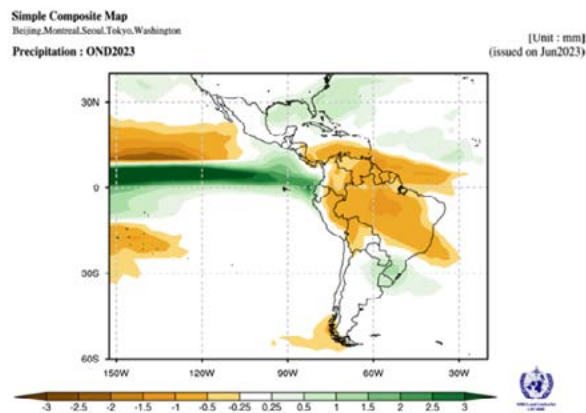 Simple Composite Map
Beijing,Montreal,Seoul,Tokyo,Washington
[Unit : mm]
Precipitation : OND2023
(issued on Jun2023)
30N
0
30S
60S
150W 120W 90W 60W 30W
-3 -2.5 -2 -1.5 -1 -0.5 -0.25 0.25 0.5 1 1.5 2 2.5 3